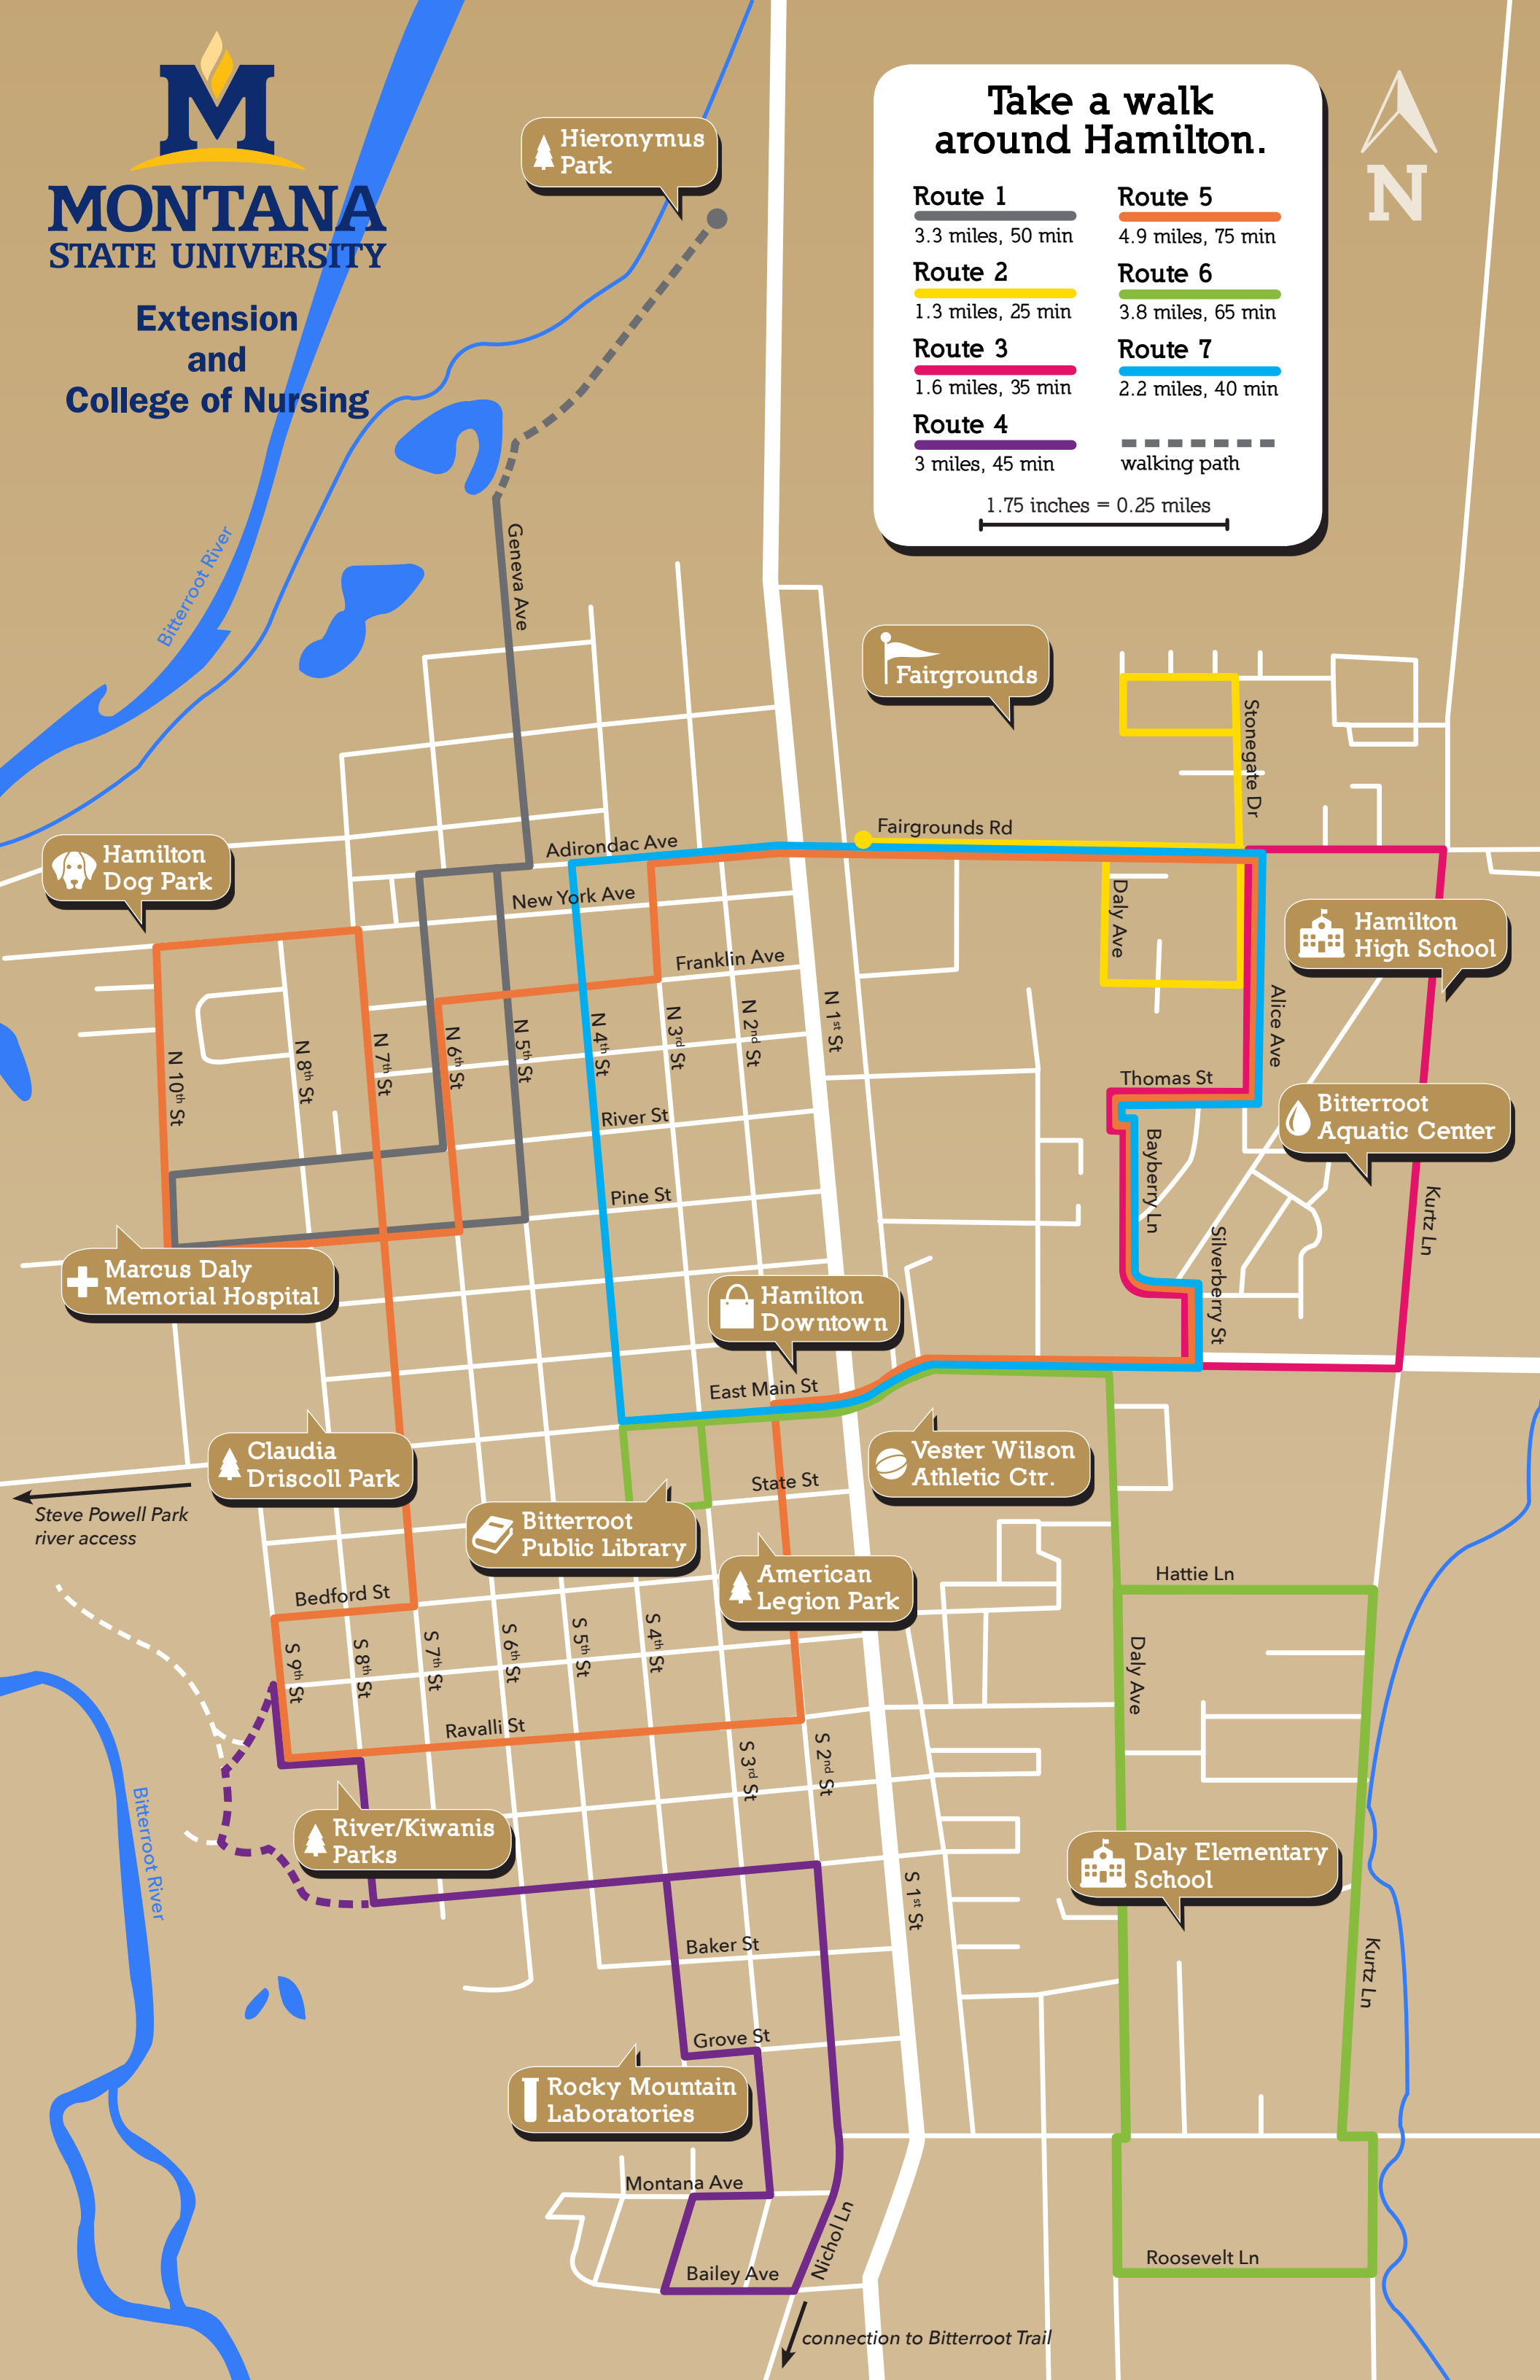 M
MONTANA
STATE UNIVERSITY
Extension
and
College of Nursing
Take a walk
around Hamilton.
Route 1
3.3 miles, 50 min
Route 2
1.3 miles, 25 min
Route 3
1.6 miles, 35 min
Route 4
3 miles, 45 min
Route 5
4.9 miles, 75 min
Route 6
3.8 miles, 65 min
Route 7
2.2 miles, 40 min
walking path
1.75 inches = 0.25 miles
N
Hieronymus
Park
Bitterroot River
Geneva Ave
Fairgrounds
Stonegate Dr
Fairgrounds Rd
Adirondac Ave
Hamilton
Dog Park
New York Ave
Daly Ave
Hamilton
High School
Franklin Ave
N 10th St
N 8th St
N 7th St
N 6th St
N 5th St
N 4th St
N 3rd St
N 2nd St
N 1st St
Alice Ave
Thomas St
Bitterroot
Aquatic Center
River St
Bayberry Ln
Pine St
Kurtz Ln
Silverberry St
Marcus Daly
Memorial Hospital
Hamilton
Downtown
East Main St
Claudia
Driscoll Park
Vester Wilson
Athletic Ctr.
State St
Steve Powell Park
river access
Bitterroot
Public Library
American
Legion Park
Hattie Ln
Bedford St
S 9th St
S 8th St
S 7th St
S 6th St
S 5th St
S 4th St
Daly Ave
Ravalli St
S 3rd St
S 2nd St
Bitterroot River
River/Kiwanis
Parks
Daly Elementary
School
S 1st St
Baker St
Kurtz Ln
Grove St
Rocky Mountain
Laboratories
Montana Ave
Nichol Ln
Bailey Ave
Roosevelt Ln
connection to Bitterroot Trail